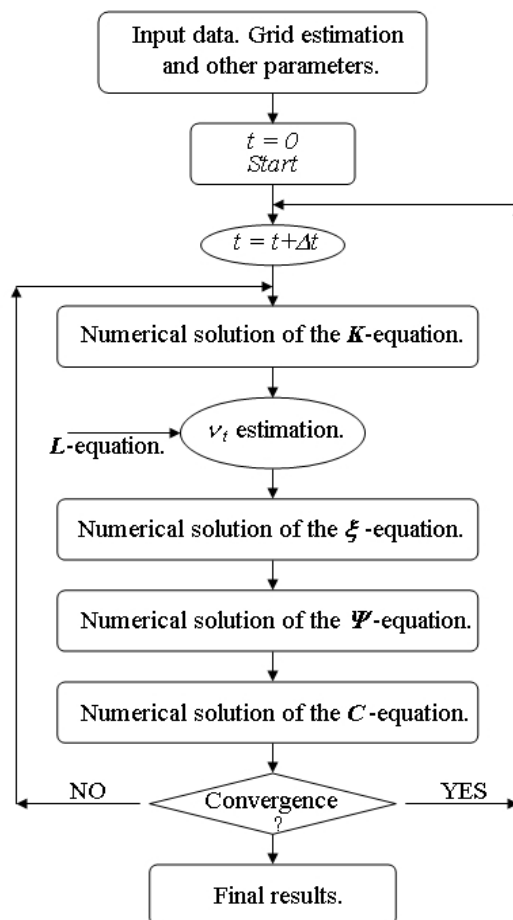 Input data. Grid estimation
and other parameters.
t = 0
Start
t = t+Δt
Numerical solution of the K-equation.
ν_t estimation.
L-equation.
Numerical solution of the ξ -equation.
Numerical solution of the Ψ-equation.
Numerical solution of the C -equation.
NO
Convergence
?
YES
Final results.